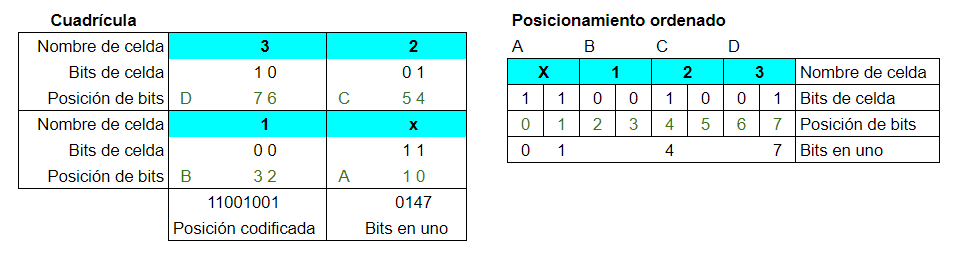 Cuadrícula
Nombre de celda 3 2
Bits de celda 1 0 0 1
Posición de bits D 7 6 C 5 4
Nombre de celda 1 x
Bits de celda 0 0 1 1
Posición de bits B 3 2 A 1 0
11001001 0147
Posición codificada Bits en uno
Posicionamiento ordenado
A B C D
X 1 2 3 Nombre de celda
1 1 0 0 1 0 0 1 Bits de celda
0 1 2 3 4 5 6 7 Posición de bits
0 1 4 7 Bits en uno